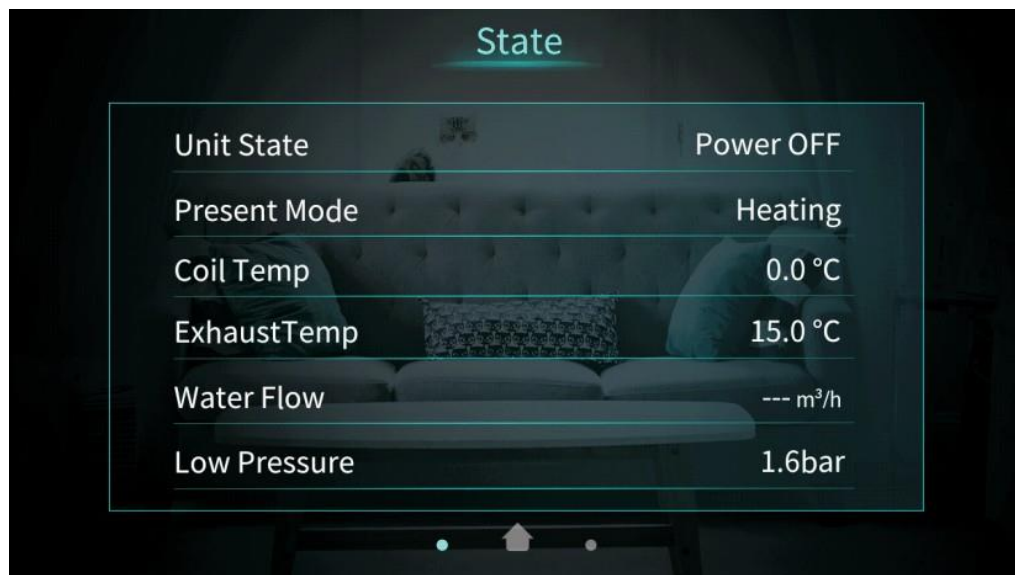 State
Unit State Power OFF
Present Mode Heating
Coil Temp 0.0 °C
ExhaustTemp 15.0 °C
Water Flow --- m³/h
Low Pressure 1.6bar